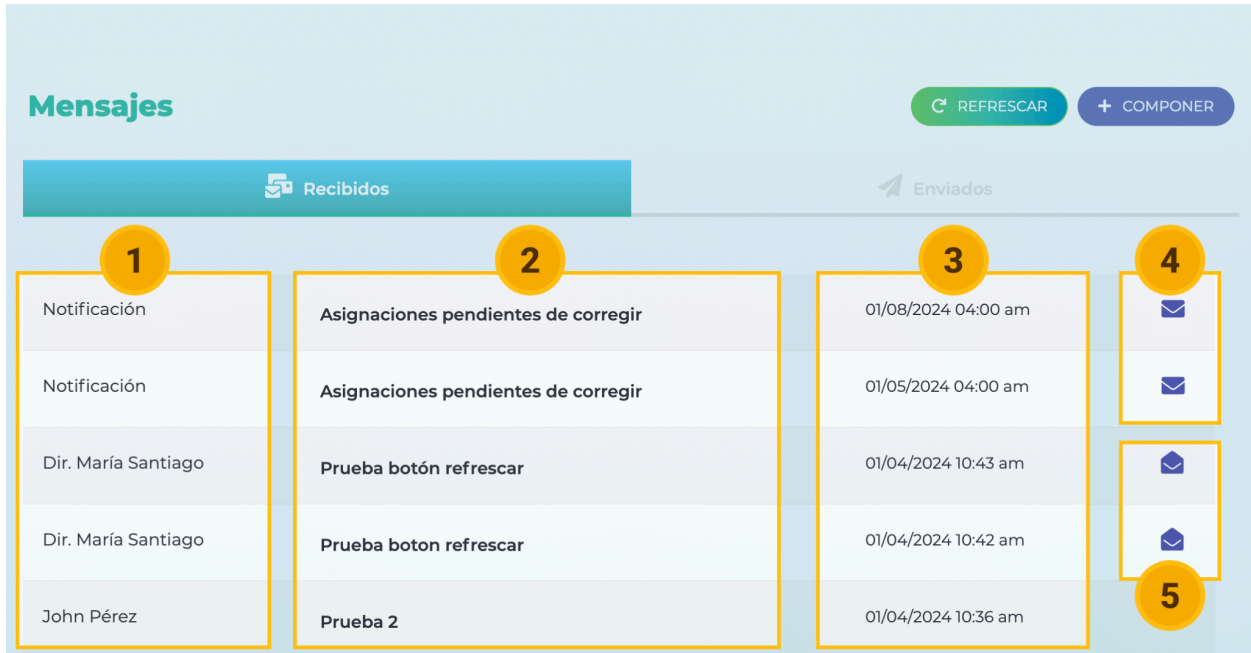 Mensajes
REFRESCAR
+ COMPONER
Recibidos
Enviados
1
2
3
4
Notificación Asignaciones pendientes de corregir 01/08/2024 04:00 am
Notificación Asignaciones pendientes de corregir 01/05/2024 04:00 am
Dir. María Santiago Prueba botón refrescar 01/04/2024 10:43 am
Dir. María Santiago Prueba boton refrescar 01/04/2024 10:42 am
5
John Pérez Prueba 2 01/04/2024 10:36 am